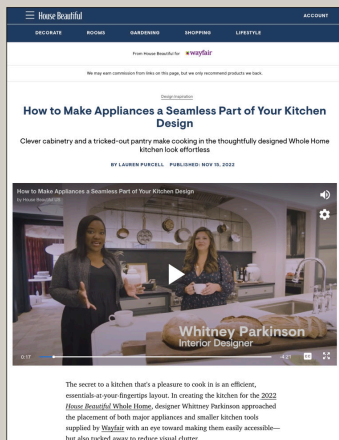 House Beautiful
ACCOUNT
DECORATE ROOMS GARDENING SHOPPING LIFESTYLE
From House Beautiful for wayfair
We may earn commission from links on this page, but we only recommend products we back.
Design Inspiration
How to Make Appliances a Seamless Part of Your Kitchen
Design
Clever cabinetry and a tricked-out pantry make cooking in the thoughtfully designed Whole Home
kitchen look effortless
BY LAUREN PURCELL PUBLISHED: NOV 15, 2022
How to Make Appliances a Seamless Part of Your Kitchen Design
by House Beautiful US
Whitney Parkinson
Interior Designer
0:17
-4:21
The secret to a kitchen that's a pleasure to cook in is an efficient,
essentials-at-your-fingertips layout. In creating the kitchen for the 2022
House Beautiful Whole Home, designer Whittney Parkinson approached
the placement of both major appliances and smaller kitchen tools
supplied by Wayfair with an eye toward making them easily accessible—
but also tucked away to reduce visual clutter.